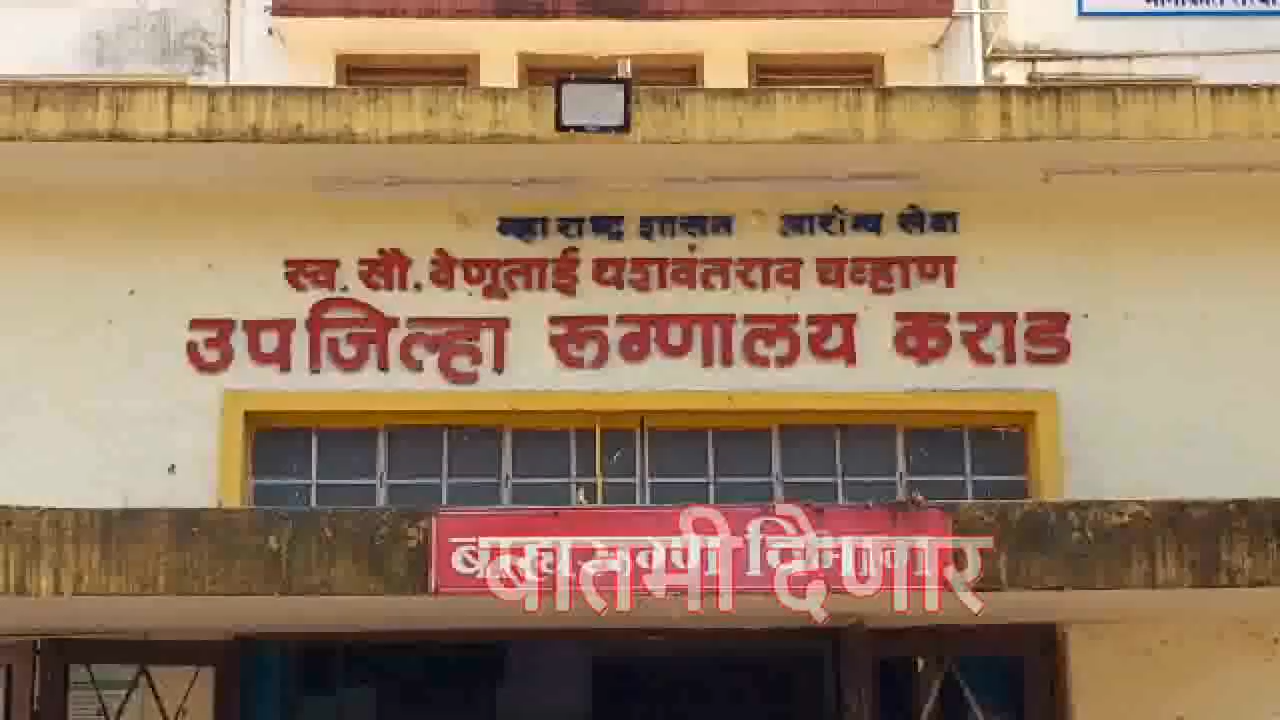 महाराष्ट्र शासन आरोग्य सेवा
स्व. सौ. वेणूताई यशवंतराव चव्हाण
उपजिल्हा रुग्णालय कराड
बाह्य रुग्ण विभाग
बातमी देणार